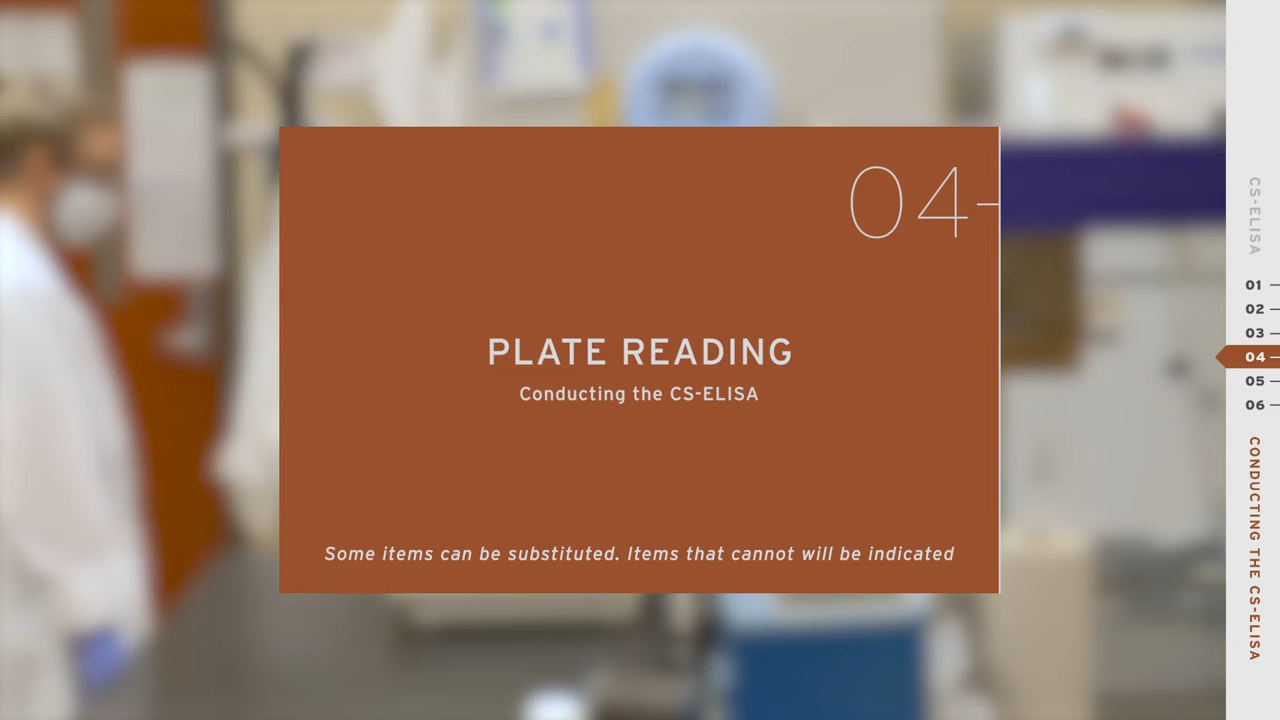 04
PLATE READING
Conducting the CS-ELISA
Some items can be substituted. Items that cannot will be indicated
CS-ELISA
01
02
03
04
05
06
CONDUCTING THE CS-ELISA